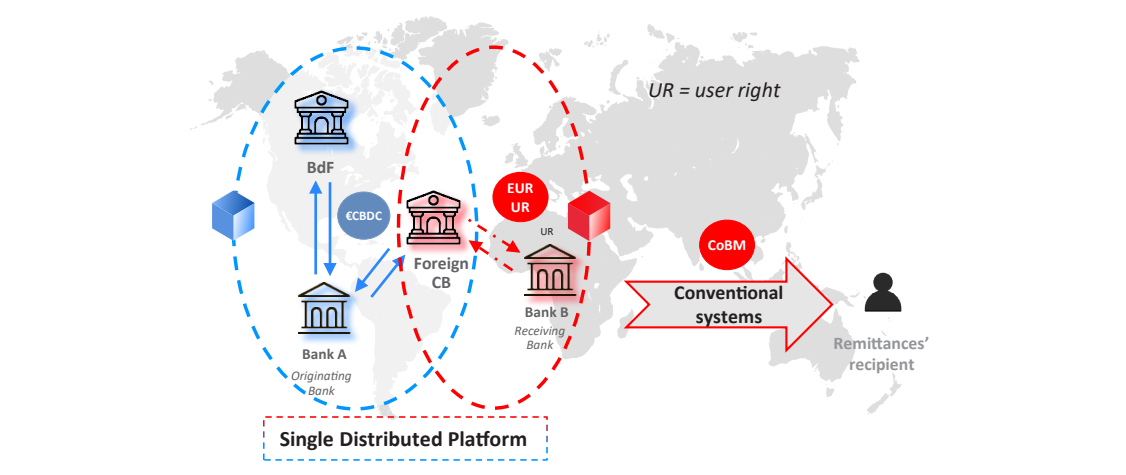 UR = user right
BdF
€CBDC
EUR
UR
UR
CoBM
Foreign
CB
Bank B
Receiving
Bank
Bank A
Originating
Bank
Conventional
systems
Remittances’
recipient
Single Distributed Platform